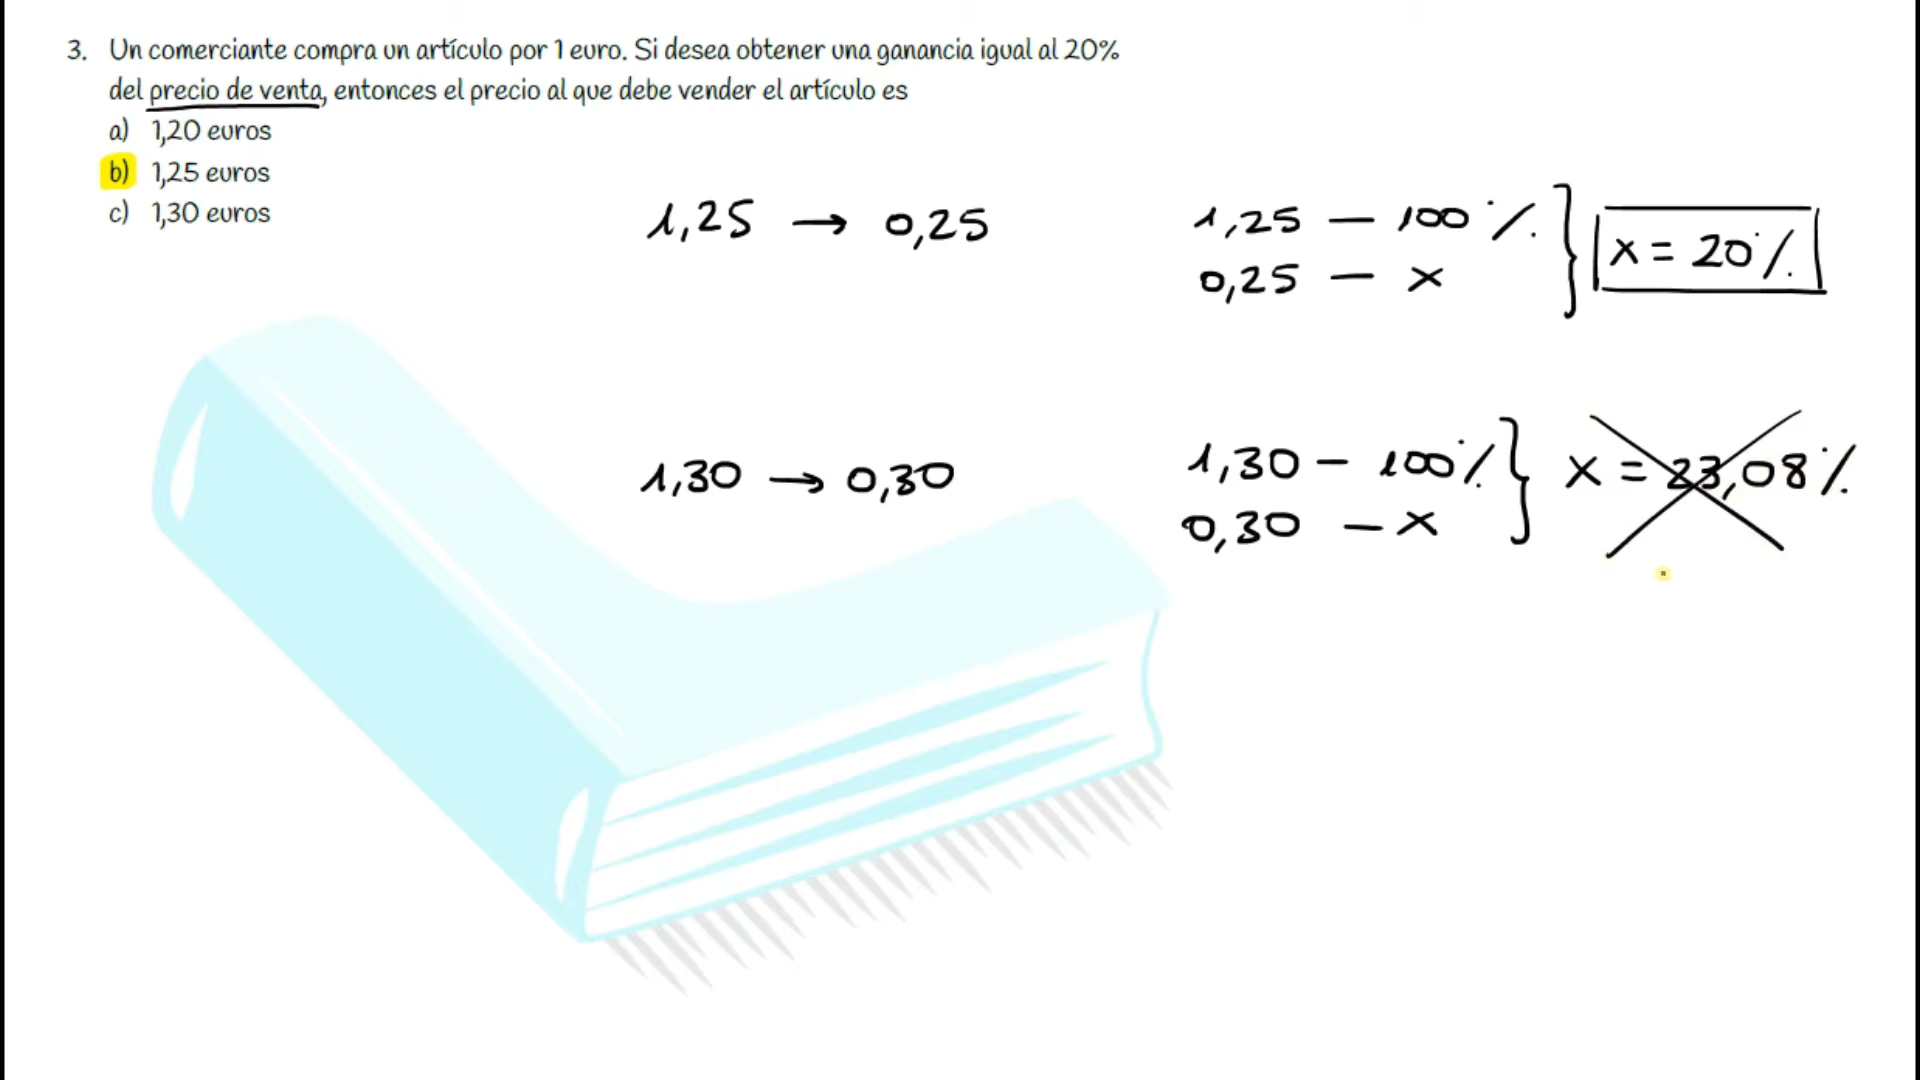 3. Un comerciante compra un artículo por 1 euro. Si desea obtener una ganancia igual al 20%
del precio de venta, entonces el precio al que debe vender el artículo es
a) 1,20 euros
b) 1,25 euros
c) 1,30 euros
1,25 → 0,25
1,25 — 100%
0,25 — x
x = 20%
1,30 → 0,30
1,30 — 100%
0,30 — x
x = 23,08%